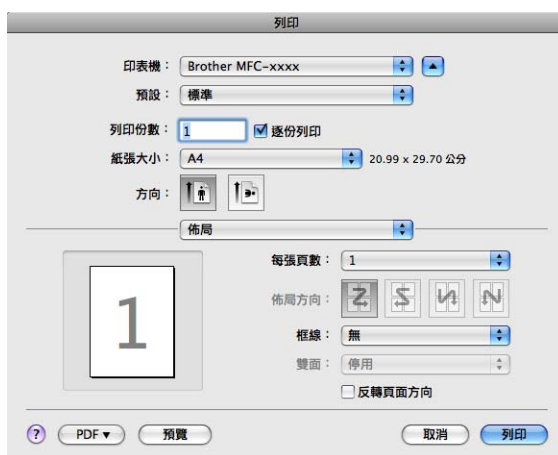 列印
印表機： Brother MFC-xxxx
預設： 標準
列印份數： 1 逐份列印
紙張大小： A4 20.99 x 29.70 公分
方向：
佈局
1
每張頁數： 1
佈局方向：
框線： 無
雙面： 停用
反轉頁面方向
? PDF▼ 預覽 取消 列印